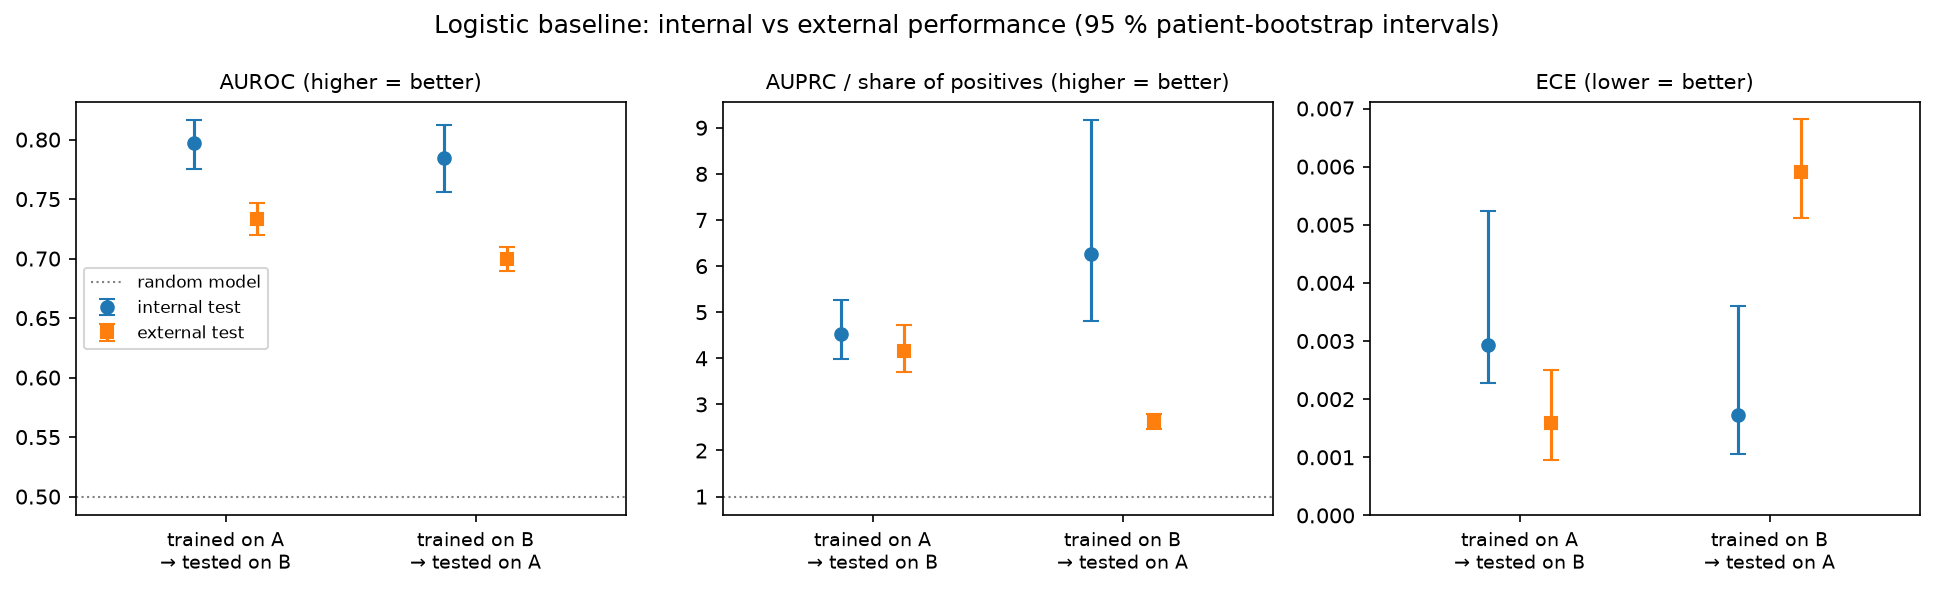 Logistic baseline: internal vs external performance (95 % patient-bootstrap intervals)
AUROC (higher = better)
0.80
0.75
0.70
0.65
0.60
0.55
0.50
random model
internal test
external test
trained on A
→ tested on B
trained on B
→ tested on A
AUPRC / share of positives (higher = better)
9
8
7
6
5
4
3
2
1
trained on A
→ tested on B
trained on B
→ tested on A
ECE (lower = better)
0.007
0.006
0.005
0.004
0.003
0.002
0.001
0.000
trained on A
→ tested on B
trained on B
→ tested on A